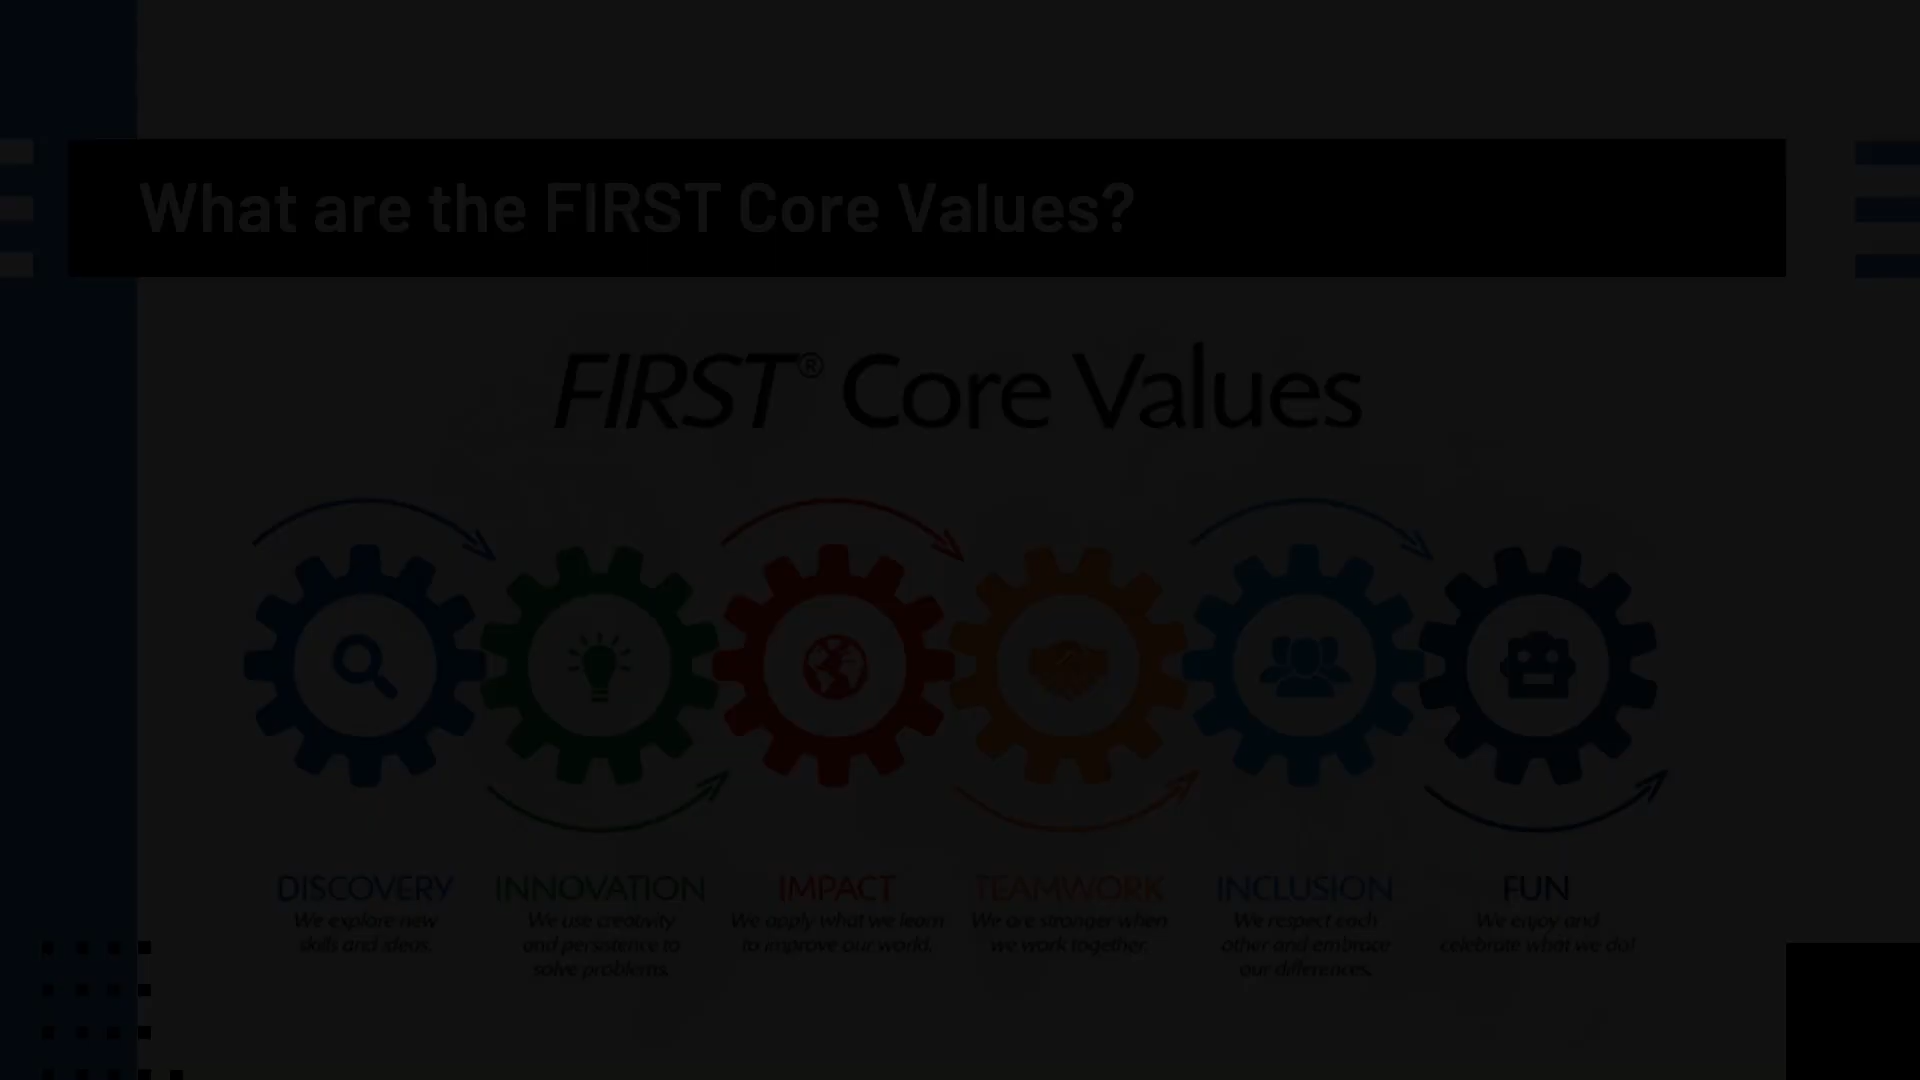 What are the FIRST Core Values?
FIRST® Core Values
DISCOVERY
We explore new
skills and ideas.
INNOVATION
We use creativity
and persistence to
solve problems.
IMPACT
We apply what we learn
to improve our world.
TEAMWORK
We are stronger when
we work together.
INCLUSION
We respect each
other and embrace
our differences.
FUN
We enjoy and
celebrate what we do!